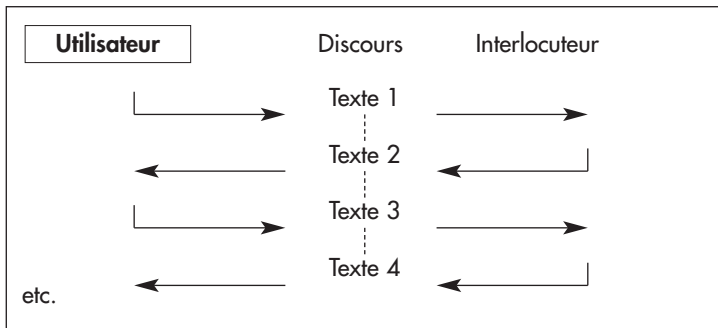 Utilisateur Discours Interlocuteur
Texte 1
Texte 2
Texte 3
Texte 4
etc.